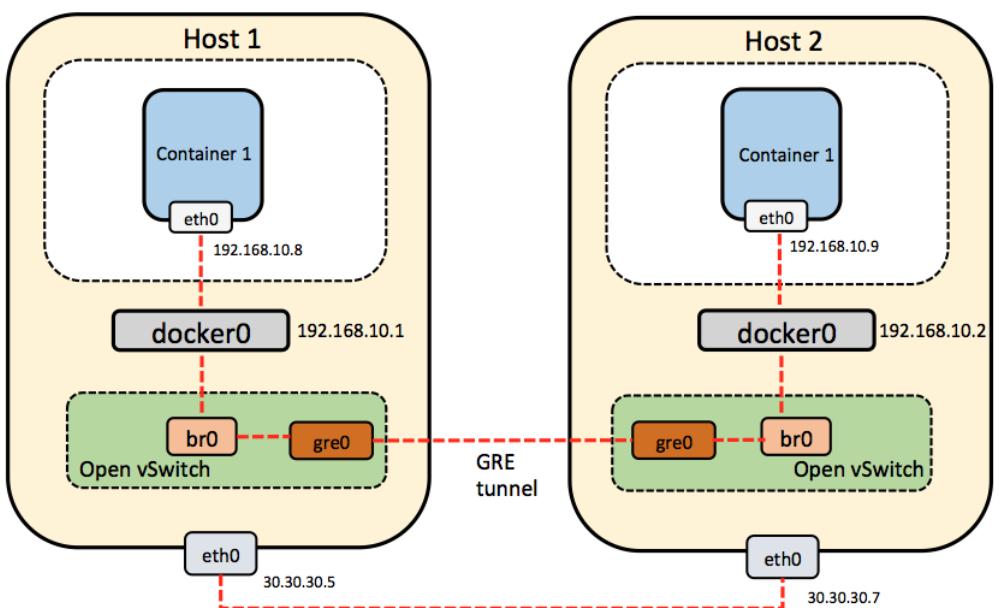 Host 1
Container 1
eth0
192.168.10.8
docker0
192.168.10.1
br0
gre0
Open vSwitch
eth0
30.30.30.5
GRE
tunnel
Host 2
Container 1
eth0
192.168.10.9
docker0
192.168.10.2
gre0
br0
Open vSwitch
eth0
30.30.30.7